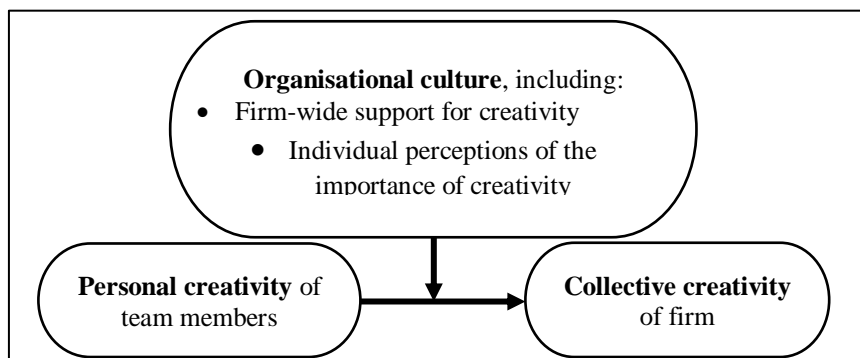 Organisational culture, including:
• Firm-wide support for creativity
• Individual perceptions of the
importance of creativity
Personal creativity of
team members
Collective creativity
of firm